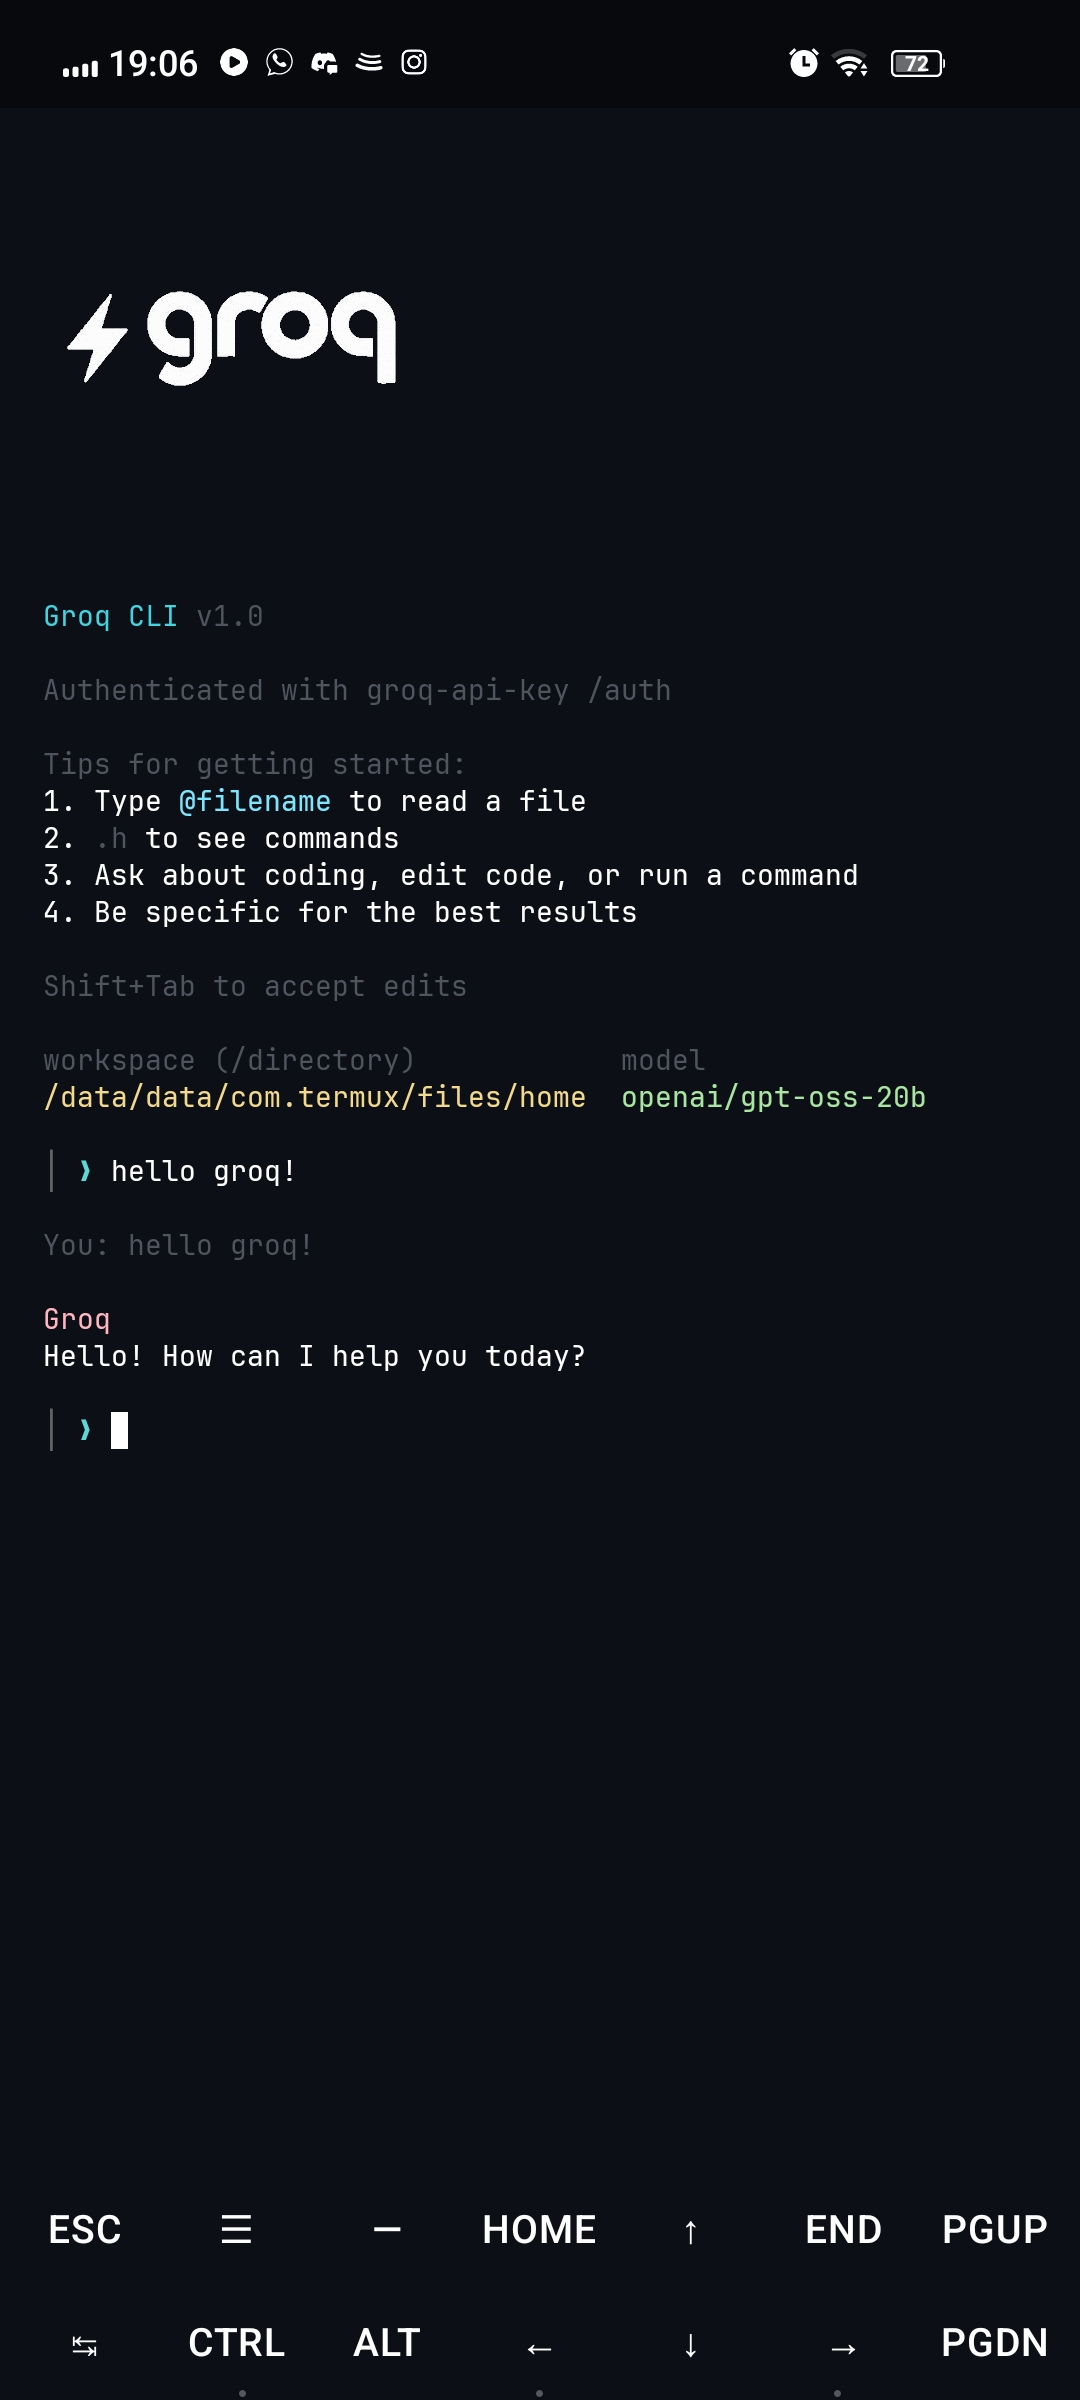 19:06
72
groq
Groq CLI v1.0
Authenticated with groq-api-key /auth
Tips for getting started:
1. Type @filename to read a file
2. .h to see commands
3. Ask about coding, edit code, or run a command
4. Be specific for the best results
Shift+Tab to accept edits
workspace (/directory) model
/data/data/com.termux/files/home openai/gpt-oss-20b
❯ hello groq!
You: hello groq!
Groq
Hello! How can I help you today?
❯
ESC ☰ — HOME ↑ END PGUP
↹ CTRL ALT ← ↓ → PGDN